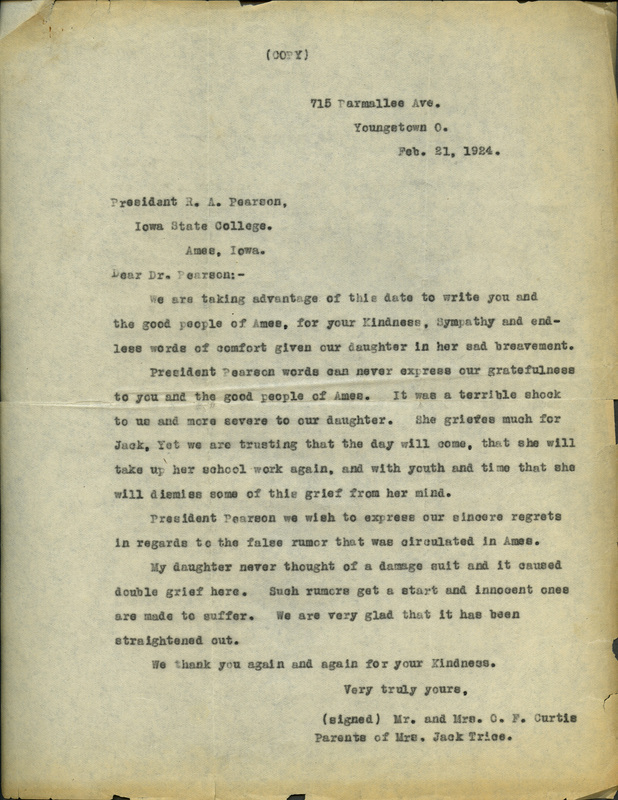 (COPY)
715 Parmallee Ave.
Youngstown O.
Feb. 21, 1924.
President R. A. Pearson,
Iowa State College.
Ames, Iowa.
Dear Dr. Pearson:-
We are taking advantage of this date to write you and
the good people of Ames, for your Kindness, Sympathy and end-
less words of comfort given our daughter in her sad breavement.
President Pearson words can never express our gratefulness
to you and the good people of Ames. It was a terrible shock
to us and more severe to our daughter. She griefes much for
Jack, Yet we are trusting that the day will come, that she will
take up her school work again, and with youth and time that she
will dismiss some of this grief from her mind.
President Pearson we wish to express our sincere regrets
in regards to the false rumor that was circulated in Ames.
My daughter never thought of a damage suit and it caused
double grief here. Such rumors get a start and innocent ones
are made to suffer. We are very glad that it has been
straightened out.
We thank you again and again for your Kindness.
Very truly yours,
(signed) Mr. and Mrs. C. F. Curtis
Parents of Mrs. Jack Trice.